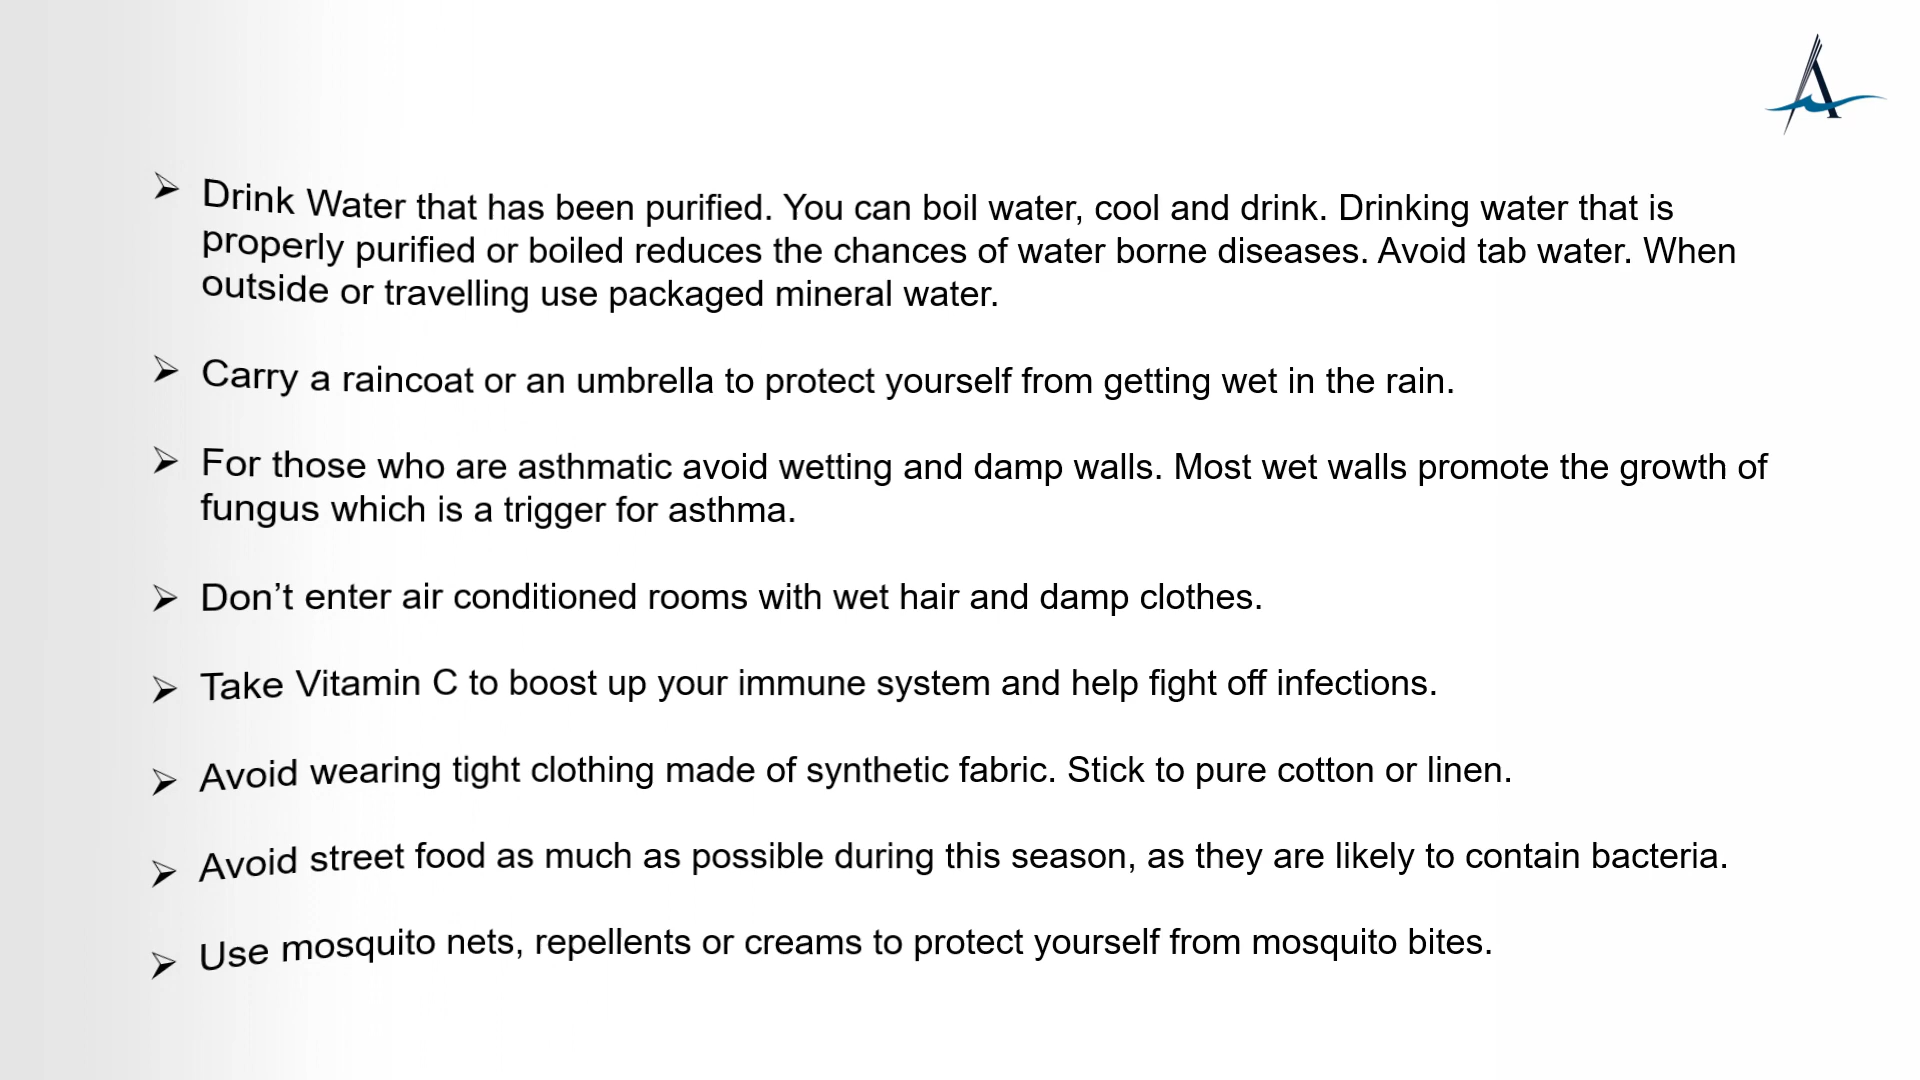 ➢ Drink Water that has been purified. You can boil water, cool and drink. Drinking water that is
properly purified or boiled reduces the chances of water borne diseases. Avoid tab water. When
outside or travelling use packaged mineral water.
➢ Carry a raincoat or an umbrella to protect yourself from getting wet in the rain.
➢ For those who are asthmatic avoid wetting and damp walls. Most wet walls promote the growth of
fungus which is a trigger for asthma.
➢ Don’t enter air conditioned rooms with wet hair and damp clothes.
➢ Take Vitamin C to boost up your immune system and help fight off infections.
➢ Avoid wearing tight clothing made of synthetic fabric. Stick to pure cotton or linen.
➢ Avoid street food as much as possible during this season, as they are likely to contain bacteria.
➢ Use mosquito nets, repellents or creams to protect yourself from mosquito bites.